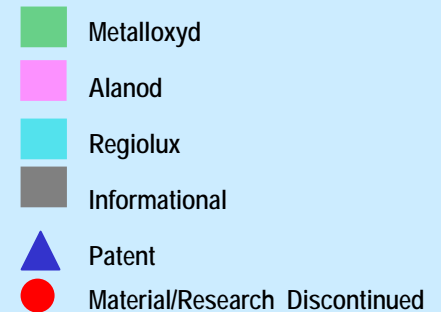 Metalloxyd
Alanod
Regiolux
Informational
Patent
Material/Research Discontinued